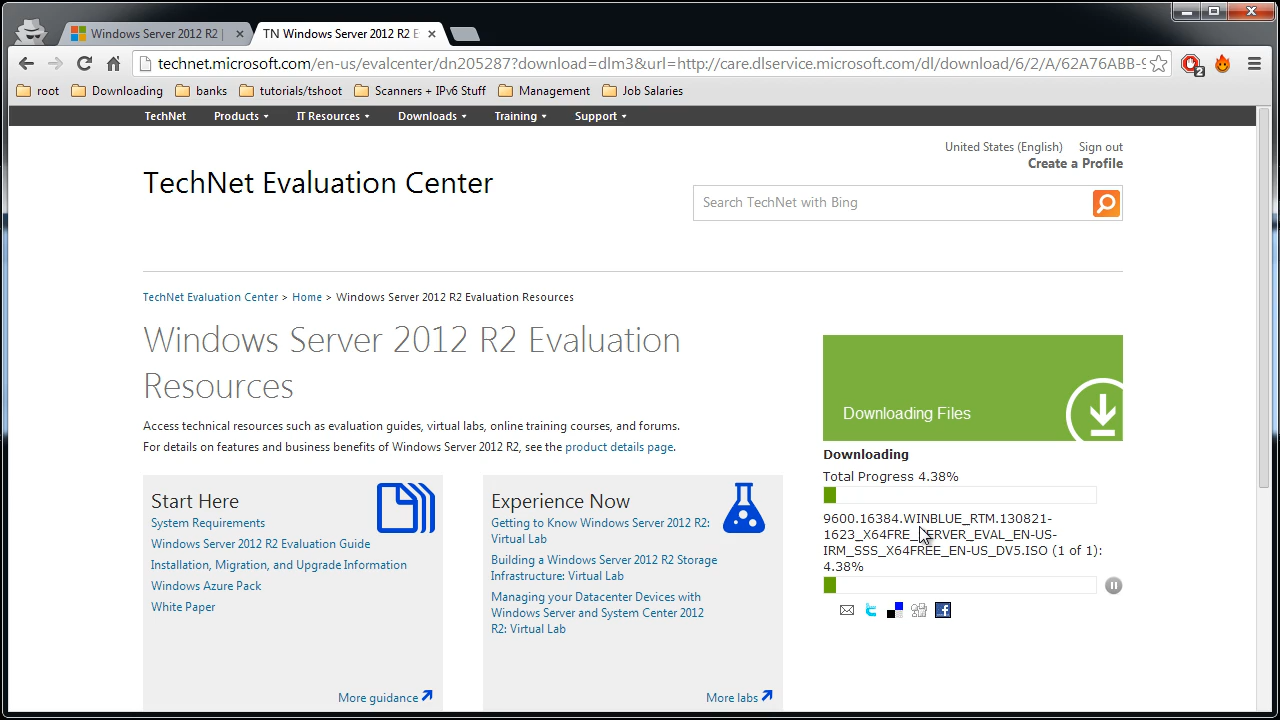 Windows Server 2012 R2 |
TN Windows Server 2012 R2 E
technet.microsoft.com/en-us/evalcenter/dn205287?download=dlm3&url=http://care.dlservice.microsoft.com/dl/download/6/2/A/62A76ABB-9
2
root
Downloading
banks
tutorials/tshoot
Scanners + IPv6 Stuff
Management
Job Salaries
TechNet
Products
IT Resources
Downloads
Training
Support
United States (English)
Sign out
Create a Profile
TechNet Evaluation Center
Search TechNet with Bing
TechNet Evaluation Center > Home > Windows Server 2012 R2 Evaluation Resources
Windows Server 2012 R2 Evaluation
Resources
Access technical resources such as evaluation guides, virtual labs, online training courses, and forums.
For details on features and business benefits of Windows Server 2012 R2, see the product details page.
Start Here
System Requirements
Windows Server 2012 R2 Evaluation Guide
Installation, Migration, and Upgrade Information
Windows Azure Pack
White Paper
More guidance
Experience Now
Getting to Know Windows Server 2012 R2:
Virtual Lab
Building a Windows Server 2012 R2 Storage
Infrastructure: Virtual Lab
Managing your Datacenter Devices with
Windows Server and System Center 2012
R2: Virtual Lab
More labs
Downloading Files
Downloading
Total Progress 4.38%
9600.16384.WINBLUE_RTM.130821-
1623_X64FRE_SERVER_EVAL_EN-US-
IRM_SSS_X64FREE_EN-US_DV5.ISO (1 of 1):
4.38%